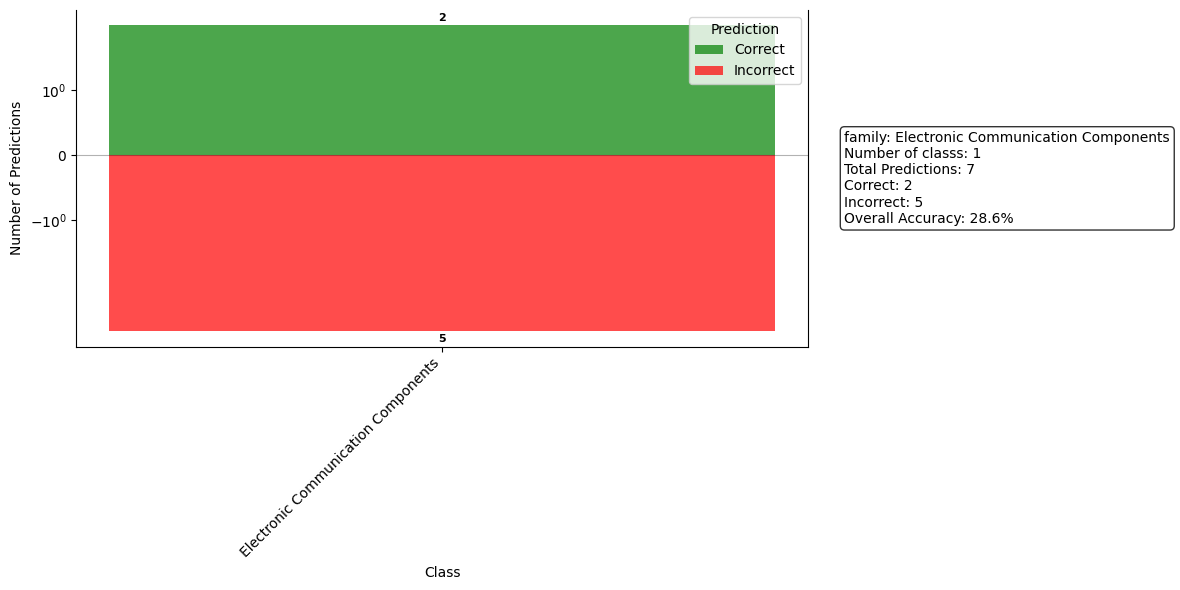 2
Prediction
Correct
Incorrect
10⁰
0
−10⁰
Number of Predictions
5
Electronic Communication Components
Class
family: Electronic Communication Components
Number of classs: 1
Total Predictions: 7
Correct: 2
Incorrect: 5
Overall Accuracy: 28.6%